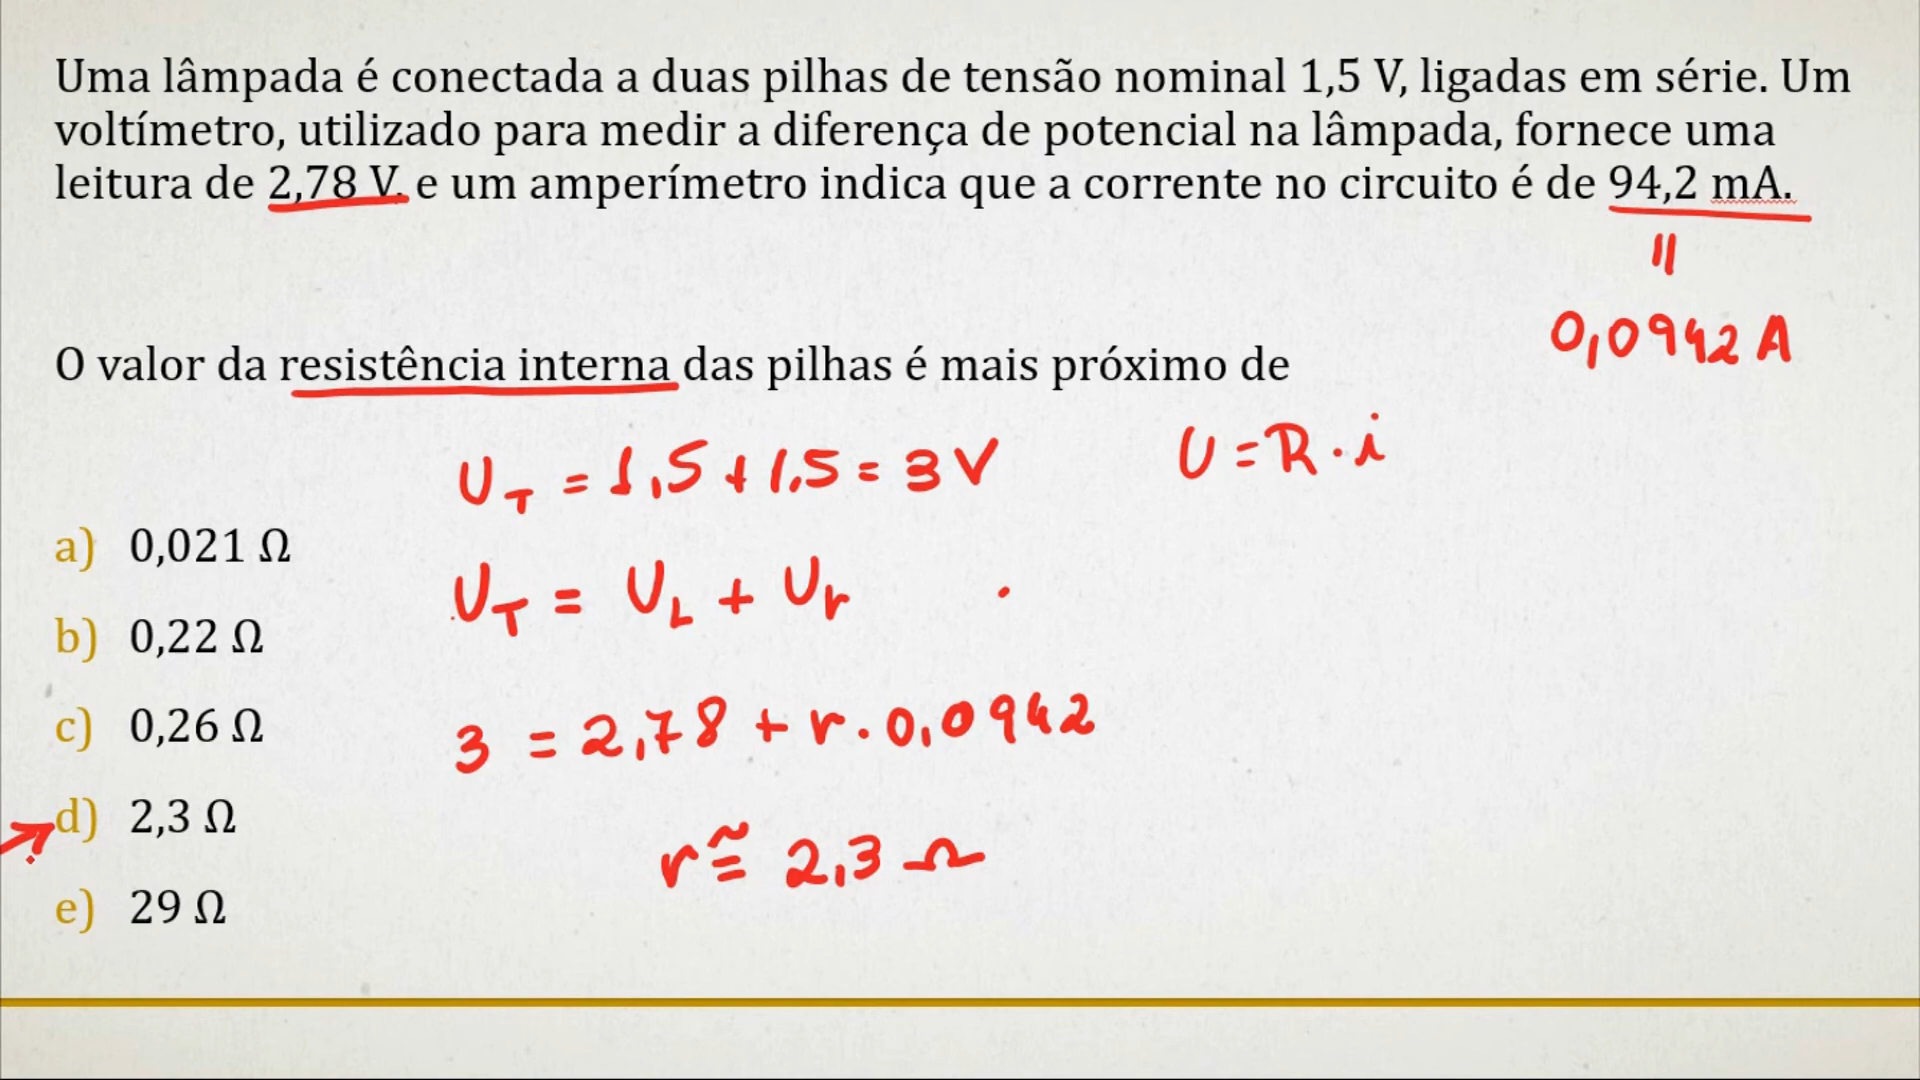 Uma lâmpada é conectada a duas pilhas de tensão nominal 1,5 V, ligadas em série. Um
voltímetro, utilizado para medir a diferença de potencial na lâmpada, fornece uma
leitura de 2,78 V, e um amperímetro indica que a corrente no circuito é de 94,2 mA.
=
0,0942 A
O valor da resistência interna das pilhas é mais próximo de
U = R · i
U_T = 1,5 + 1,5 = 3 V
a) 0,021 Ω
U_T = U_L + U_r
b) 0,22 Ω
c) 0,26 Ω
3 = 2,78 + r . 0,0942
d) 2,3 Ω
r ≅ 2,3 Ω
e) 29 Ω